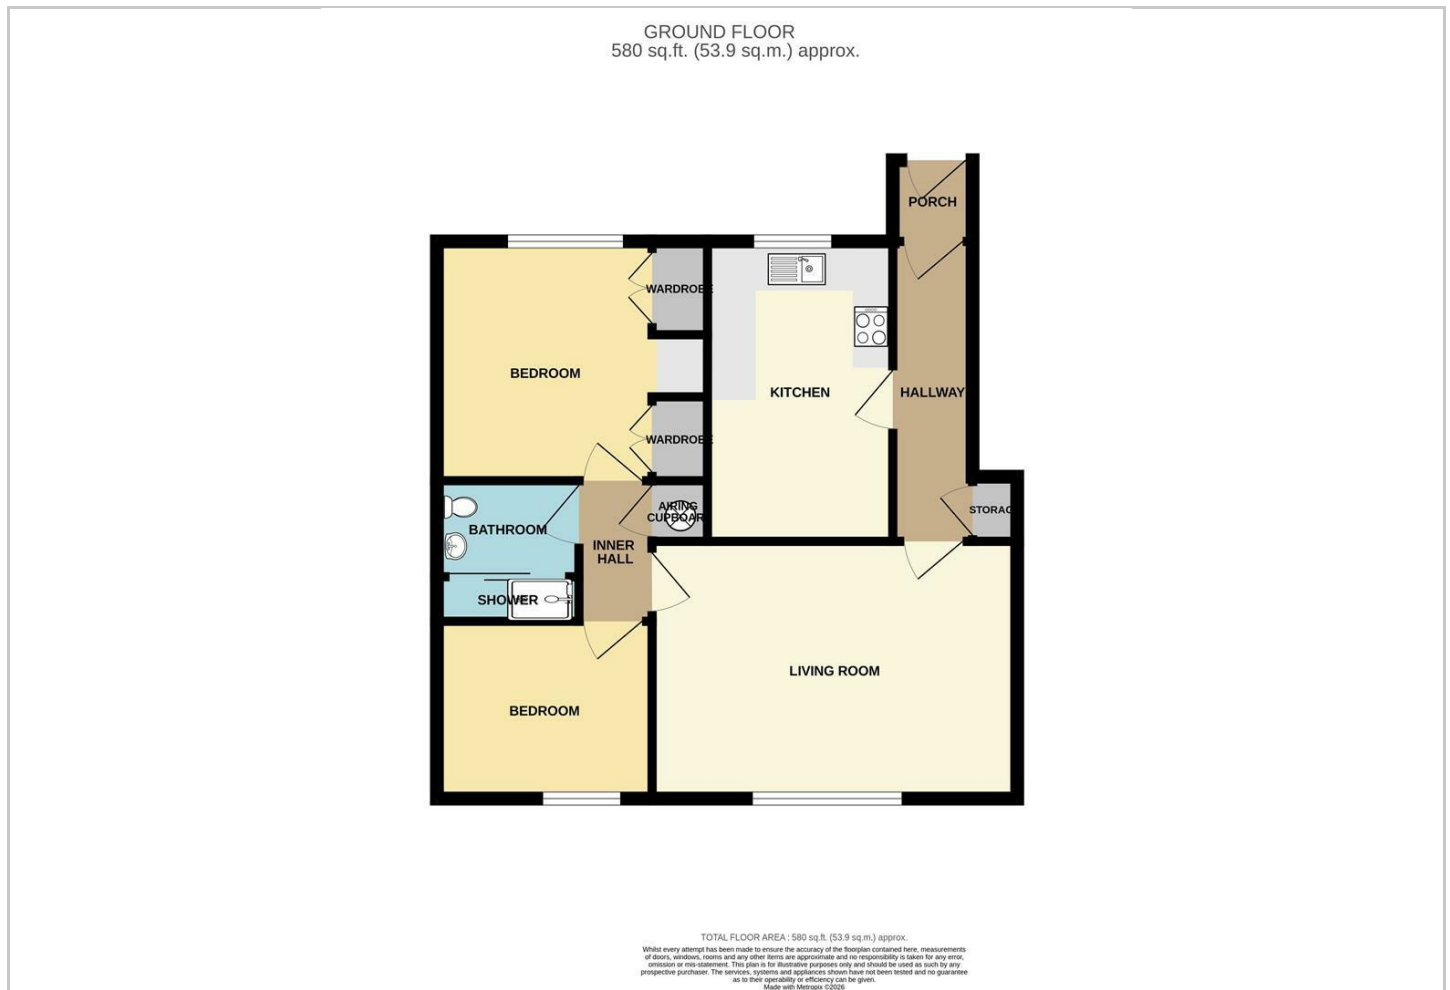 GROUND FLOOR
580 sq.ft. (53.9 sq.m.) approx.
PORCH
WARDROBE
BEDROOM
KITCHEN
HALLWAY
WARDROBE
AIRING
CUPBOAR
STORAG
BATHROOM
INNER
HALL
SHOWER
LIVING ROOM
BEDROOM
TOTAL FLOOR AREA : 580 sq.ft. (53.9 sq.m.) approx.
Whilst every attempt has been made to ensure the accuracy of the floorplan contained here, measurements
of doors, windows, rooms and any other items are approximate and no responsibility is taken for any error,
omission or mis-statement. This plan is for illustrative purposes only and should be used as such by any
prospective purchaser. The services, systems and appliances shown have not been tested and no guarantee
as to their operability or efficiency can be given.
Made with Metropix ©2026